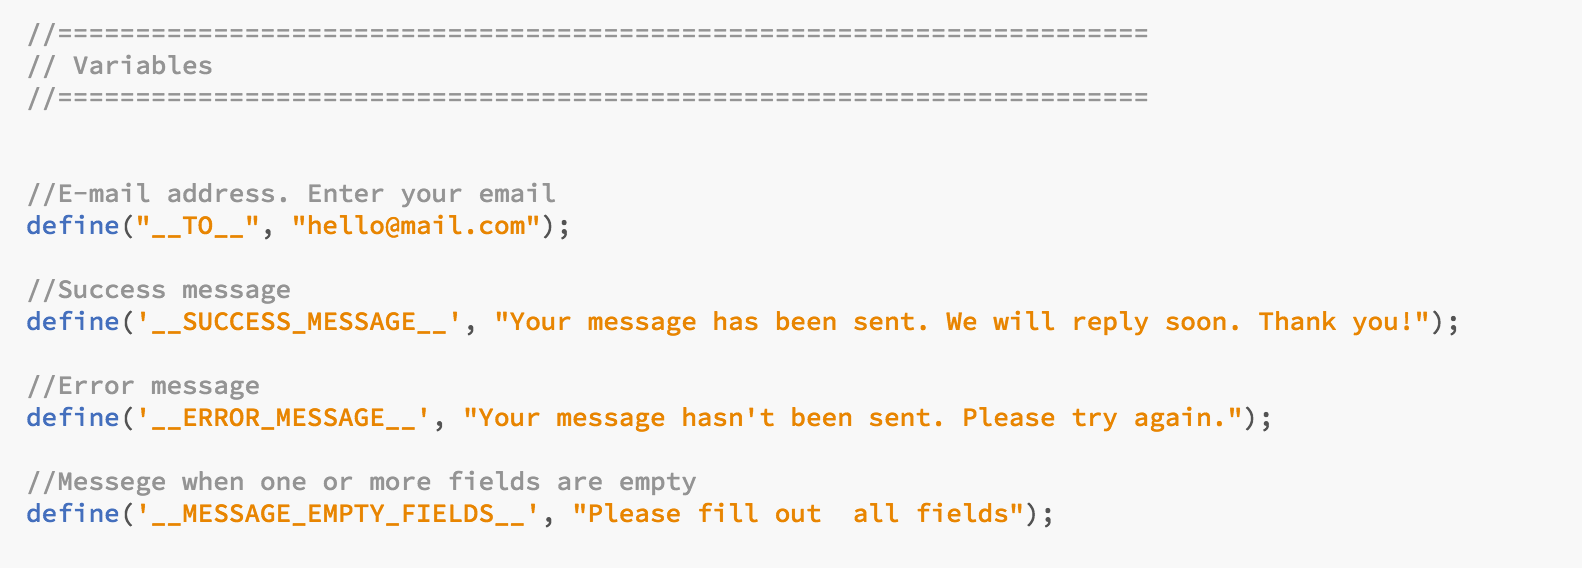 //======================================================================
// Variables
//======================================================================
//E-mail address. Enter your email
define("__TO__", "hello@mail.com");
//Success message
define('__SUCCESS_MESSAGE__', "Your message has been sent. We will reply soon. Thank you!");
//Error message
define('__ERROR_MESSAGE__', "Your message hasn't been sent. Please try again.");
//Messege when one or more fields are empty
define('__MESSAGE_EMPTY_FIELDS__', "Please fill out  all fields");